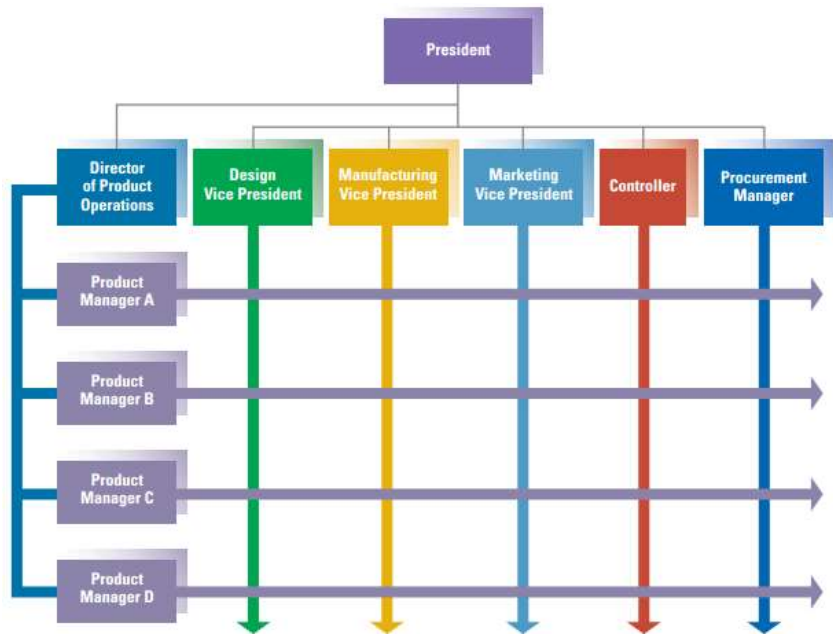 President
Director
of Product
Operations
Design
Vice President
Manufacturing
Vice President
Marketing
Vice President
Controller
Procurement
Manager
Product
Manager A
Product
Manager B
Product
Manager C
Product
Manager D